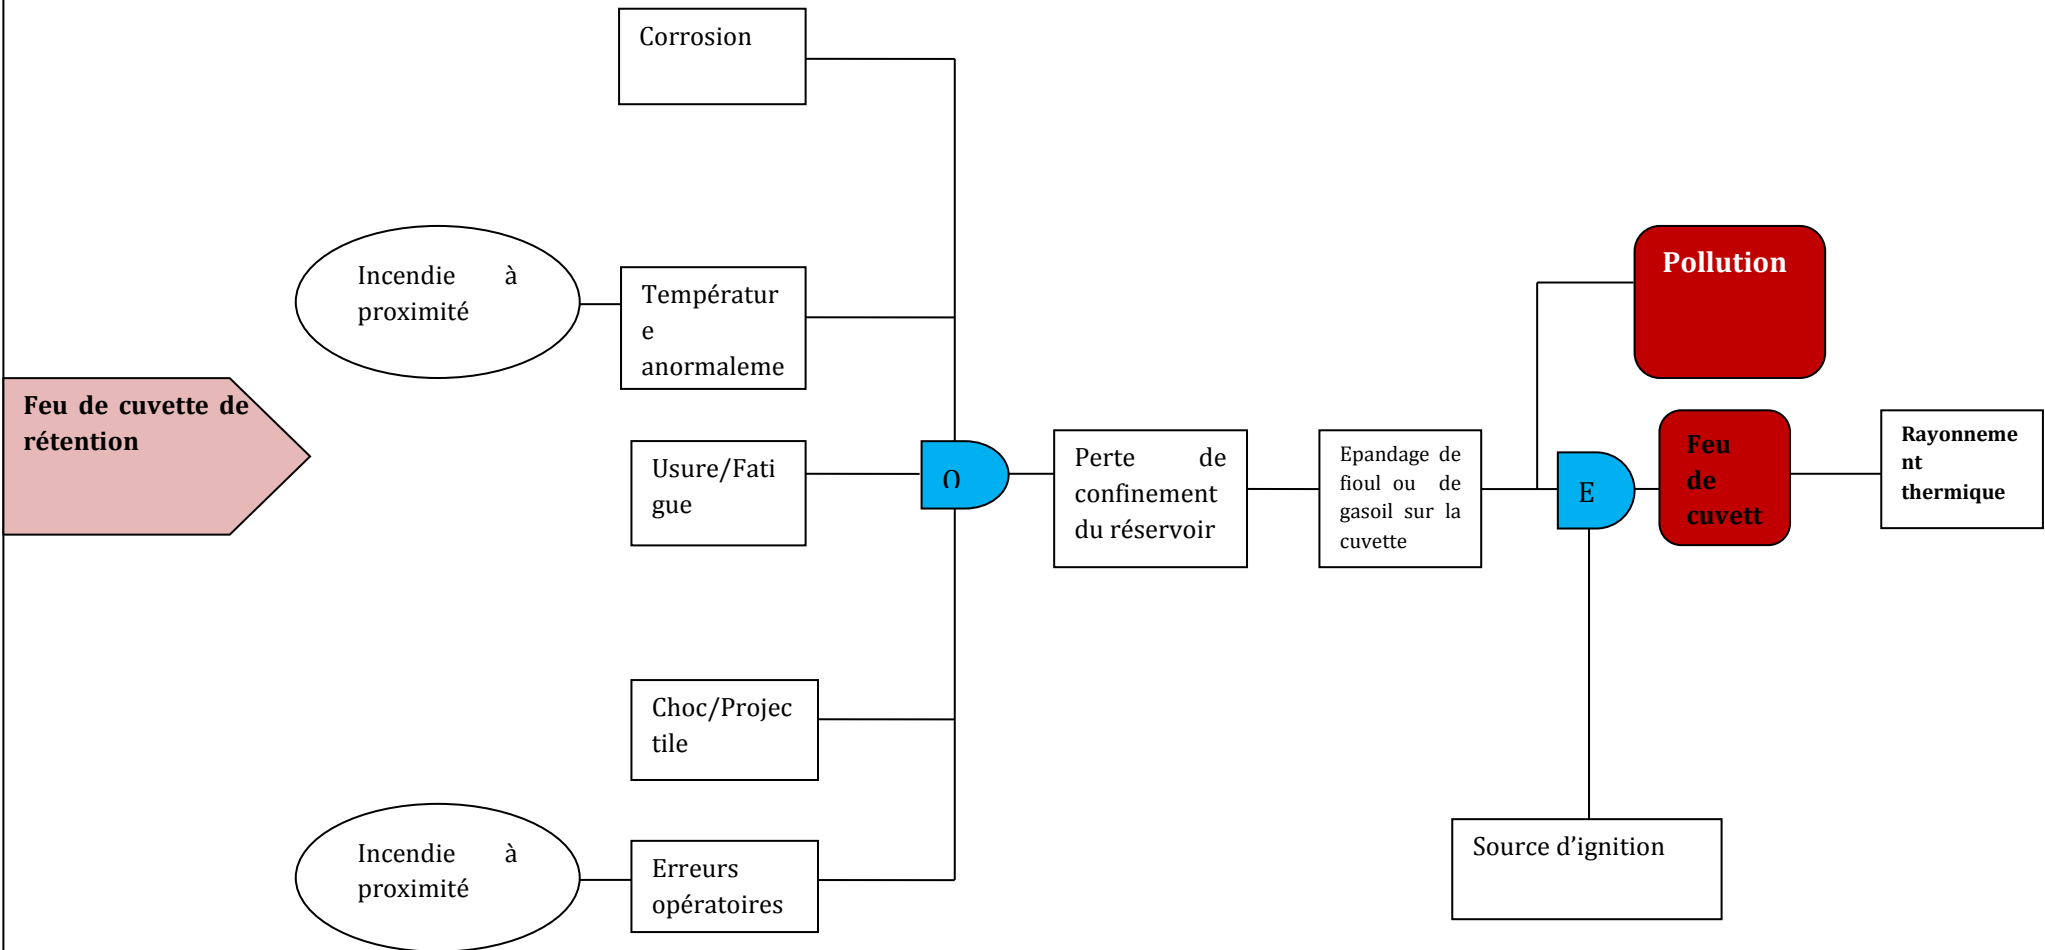 Corrosion
Incendie à
proximité
Températur
e
anormaleme
Feu de cuvette de
rétention
Usure/Fati
gue
O
Perte de
confinement
du réservoir
Epandage de
fioul ou de
gasoil sur la
cuvette
Pollution
E
Feu
de
cuvett
Rayonneme
nt
thermique
Choc/Projec
tile
Incendie à
proximité
Erreurs
opératoires
Source d’ignition